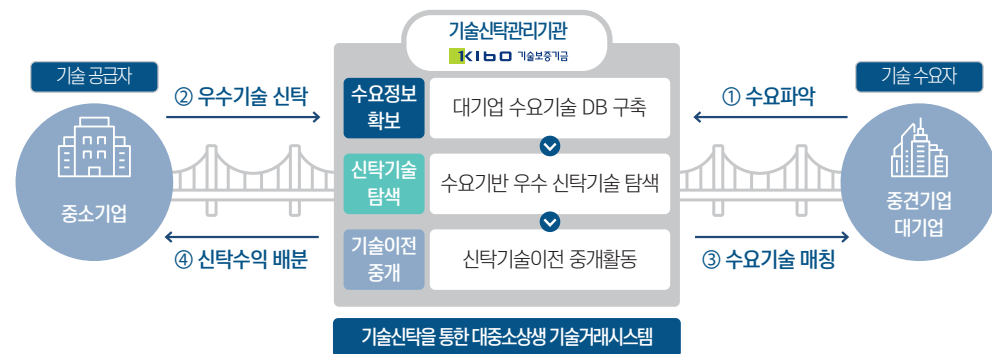 기술신탁관리기관
KIBO 기술보증기금
기술 공급자
기술 수요자
② 우수기술 신탁
① 수요파악
수요정보
확보
대기업 수요기술 DB 구축
신탁기술
탐색
수요기반 우수 신탁기술 탐색
중소기업
중견기업
대기업
기술이전
중개
신탁기술이전 중개활동
④ 신탁수익 배분
③ 수요기술 매칭
기술신탁을 통한 대중소상생 기술거래시스템